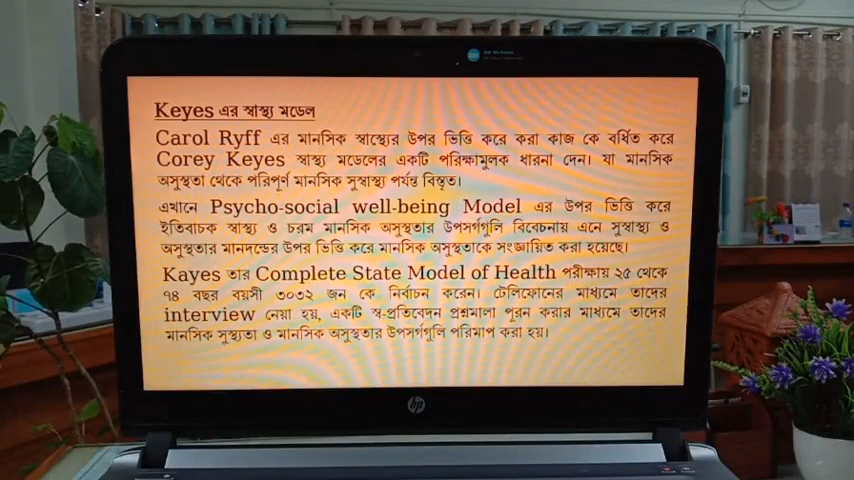 Keyes এর স্বাস্থ্য মডেল
Carol Ryff এর মানসিক স্বাস্থ্যের উপর ভিত্তি করে করা কাজ কে বর্ধিত করে
Corey Keyes স্বাস্থ্য মডেলের একটি পরিক্ষামুলক ধারনা দেন। যা মানসিক
অসুস্থতা থেকে পরিপূর্ণ মানসিক সুস্বাস্থ্য পর্যন্ত বিস্তৃত।
এখানে Psycho-social well-being Model এর উপর ভিত্তি করে
ইতিবাচক স্বাস্থ্য ও চরম মানসিক অসুস্থতার উপসর্গগুলি বিবেচনায় এনে সুস্বাস্থ্য ও
অসুস্থতার মানদন্ডের উপর ভিত্তি করে মানসিক অসুস্থতাকে সংজ্ঞায়িত করা হয়েছে।
Kayes তার Complete State Model of Health পরীক্ষায় ২৫ থেকে
৭৪ বছর বয়সী ৩০৩২ জন কে নির্বাচন করেন। টেলিফোনের মাধ্যমে তাদের
interview নেয়া হয়, একটি স্ব-প্রতিবেদন প্রশ্নমালা পূরন করার মাধ্যমে তাদের
মানসিক সুস্থ্যতা ও মানসিক অসুস্থতার উপসর্গগুলি পরিমাপ করা হয়।
hp